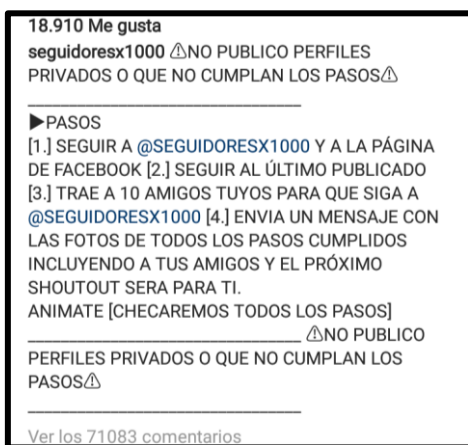 18.910 Me gusta
seguidoresx1000 ⚠NO PUBLICO PERFILES
PRIVADOS O QUE NO CUMPLAN LOS PASOS⚠
_________________________________
▶PASOS
[1.] SEGUIR A @SEGUIDORESX1000 Y A LA PÁGINA
DE FACEBOOK [2.] SEGUIR AL ÚLTIMO PUBLICADO
[3.] TRAE A 10 AMIGOS TUYOS PARA QUE SIGA A
@SEGUIDORESX1000 [4.] ENVIA UN MENSAJE CON
LAS FOTOS DE TODOS LOS PASOS CUMPLIDOS
INCLUYENDO A TUS AMIGOS Y EL PRÓXIMO
SHOUTOUT SERA PARA TI.
ANIMATE [CHECAREMOS TODOS LOS PASOS]
_________________________________ ⚠NO PUBLICO
PERFILES PRIVADOS O QUE NO CUMPLAN LOS
PASOS⚠
_________________________________
Ver los 71083 comentarios